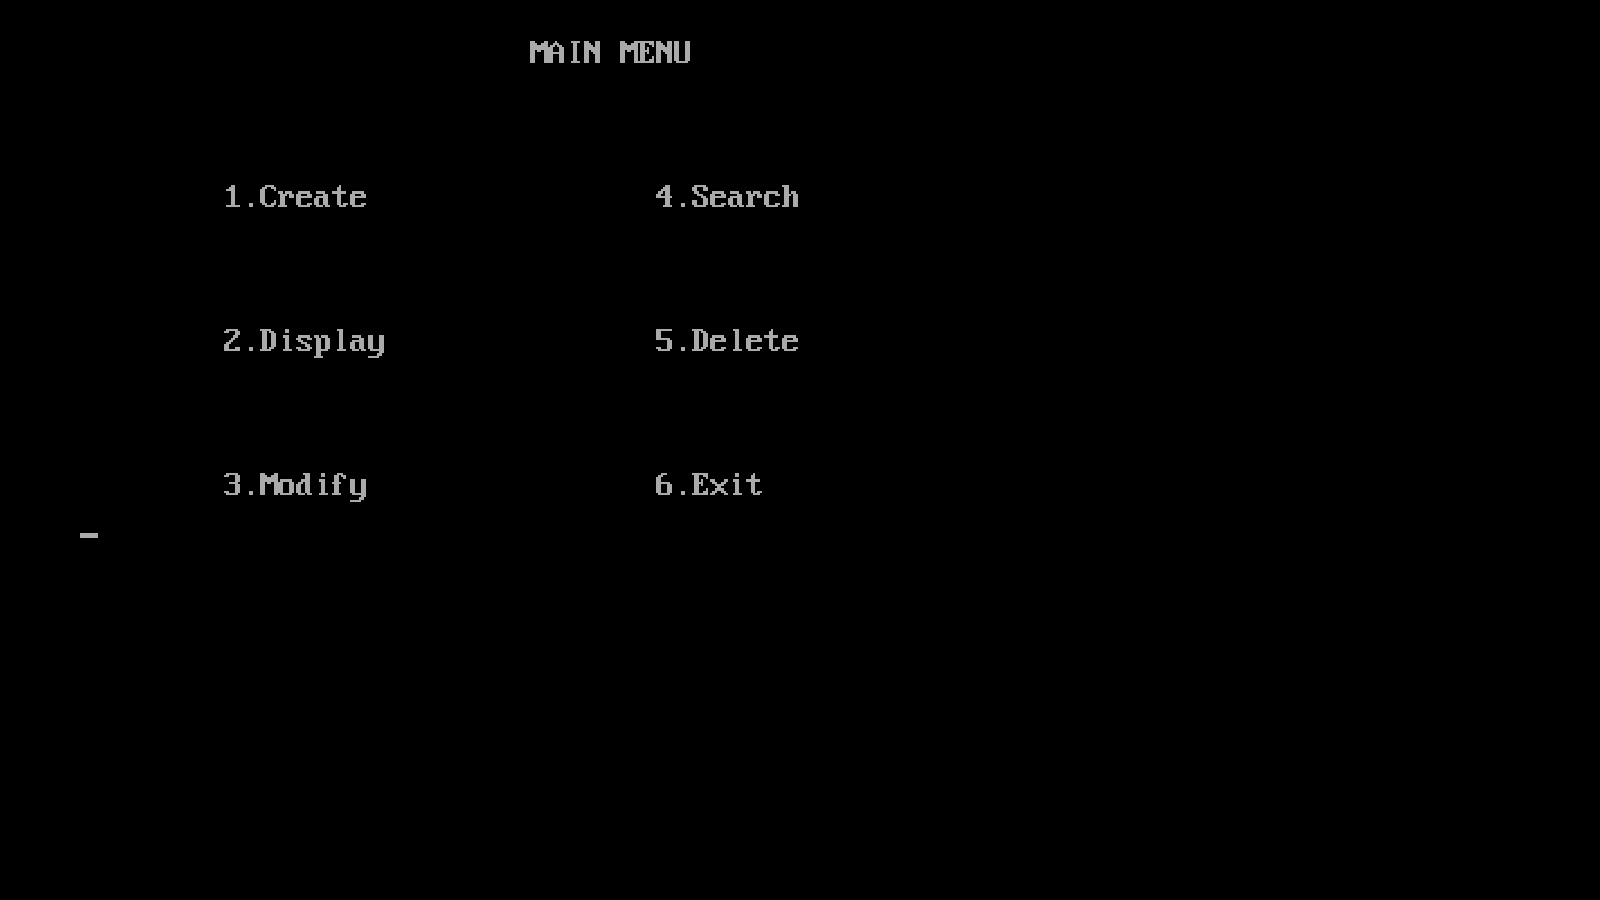 MAIN MENU
1.Create 4.Search
2.Display 5.Delete
3.Modify 6.Exit